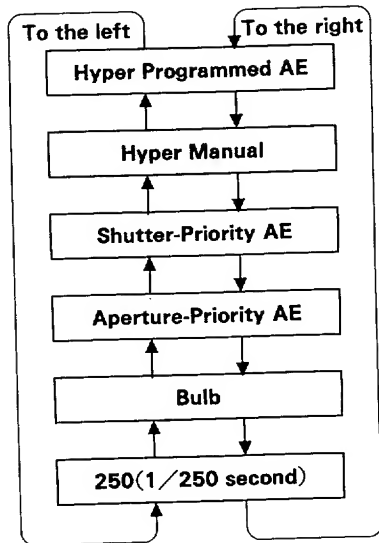 To the left
To the right
Hyper Programmed AE
Hyper Manual
Shutter-Priority AE
Aperture-Priority AE
Bulb
250(1/250 second)